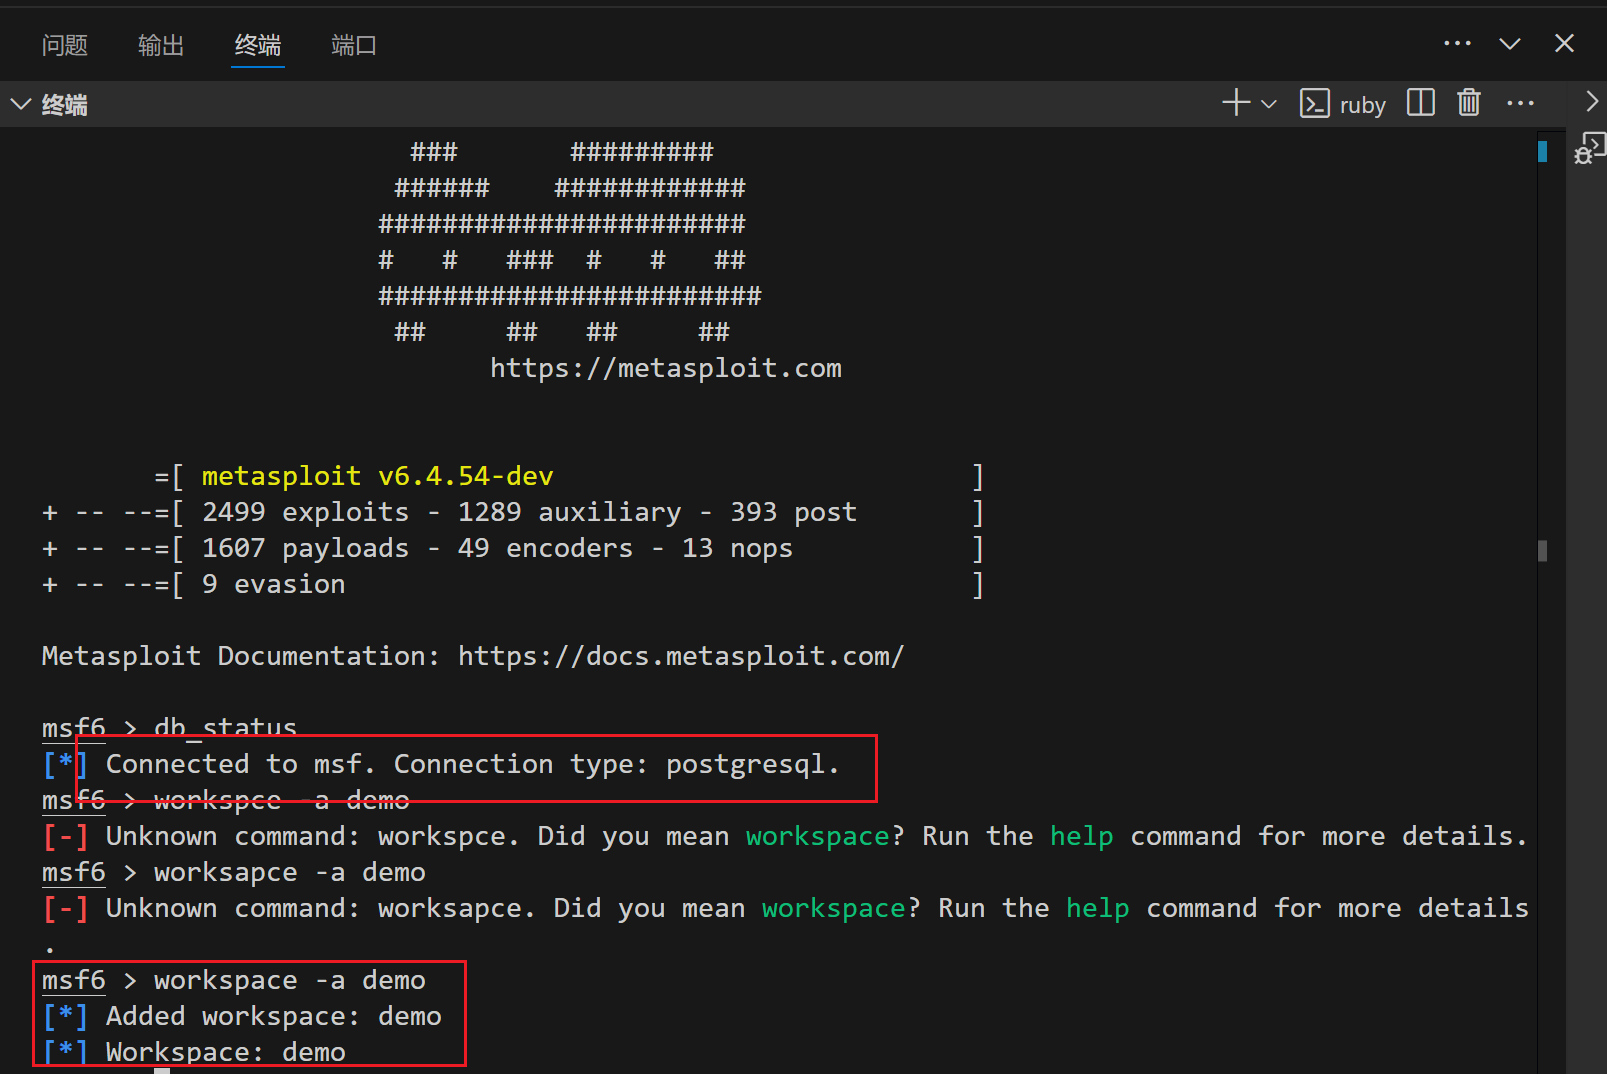 问题 输出 终端 端口
终端 ruby
###       #########
######    ############
#######################
#   #   ###  #   #   ##
########################
##     ##   ##     ##
https://metasploit.com
=[ metasploit v6.4.54-dev                          ]
+ -- --=[ 2499 exploits - 1289 auxiliary - 393 post       ]
+ -- --=[ 1607 payloads - 49 encoders - 13 nops           ]
+ -- --=[ 9 evasion                                       ]
Metasploit Documentation: https://docs.metasploit.com/
msf6 > db_status
[*] Connected to msf. Connection type: postgresql.
msf6 > workspce -a demo
[-] Unknown command: workspce. Did you mean workspace? Run the help command for more details.
msf6 > worksapce -a demo
[-] Unknown command: worksapce. Did you mean workspace? Run the help command for more details
.
msf6 > workspace -a demo
[*] Added workspace: demo
[*] Workspace: demo